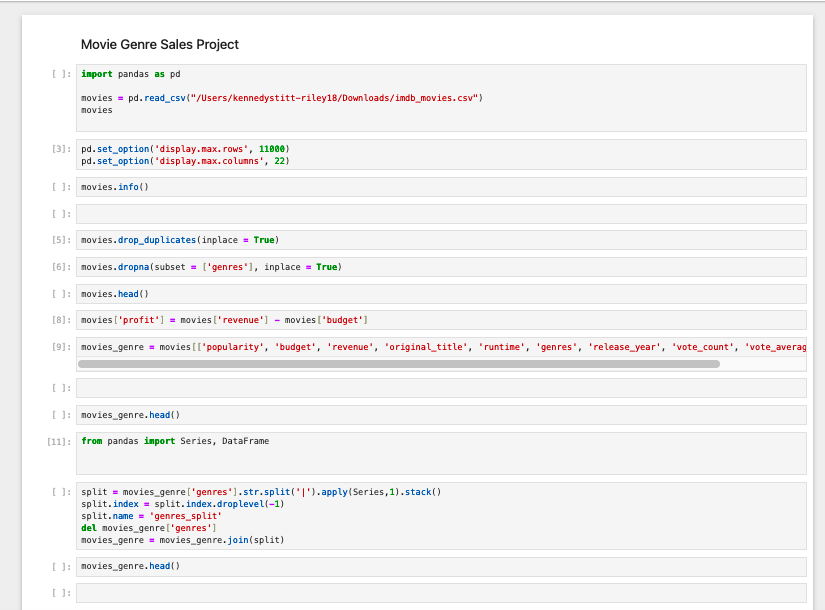 Movie Genre Sales Project
[ ]: import pandas as pd
movies = pd.read_csv("/Users/kennedystitt-riley18/Downloads/imdb_movies.csv")
movies
[3]: pd.set_option('display.max.rows', 11000)
pd.set_option('display.max.columns', 22)
[ ]: movies.info()
[ ]:
[5]: movies.drop_duplicates(inplace = True)
[6]: movies.dropna(subset = ['genres'], inplace = True)
[ ]: movies.head()
[8]: movies['profit'] = movies['revenue'] - movies['budget']
[9]: movies_genre = movies[['popularity', 'budget', 'revenue', 'original_title', 'runtime', 'genres', 'release_year', 'vote_count', 'vote_averag
[ ]:
[ ]: movies_genre.head()
[11]: from pandas import Series, DataFrame
[ ]: split = movies_genre['genres'].str.split('|').apply(Series,1).stack()
split.index = split.index.droplevel(-1)
split.name = 'genres_split'
del movies_genre['genres']
movies_genre = movies_genre.join(split)
[ ]: movies_genre.head()
[ ]: